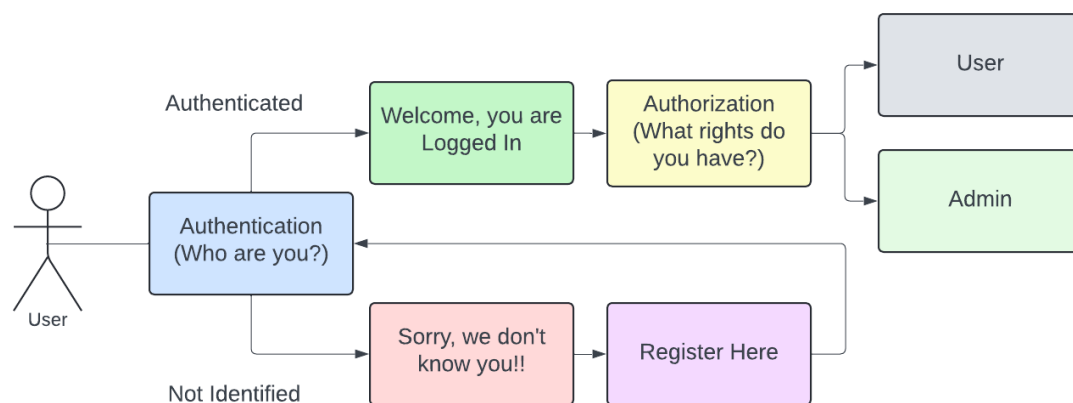 User
Authenticated
Welcome, you are
Logged In
Authorization
(What rights do
you have?)
Admin
Authentication
(Who are you?)
User
Sorry, we don't
know you!!
Register Here
Not Identified